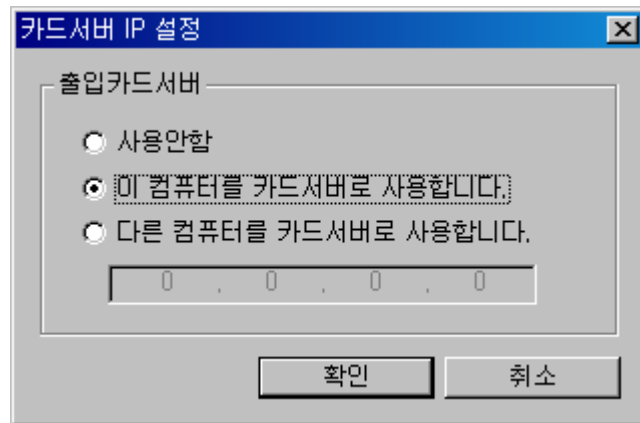 카드서버 IP 설정
출입카드서버
사용안함
이 컴퓨터를 카드서버로 사용합니다.
다른 컴퓨터를 카드서버로 사용합니다.
0 . 0 . 0 . 0
확인 취소